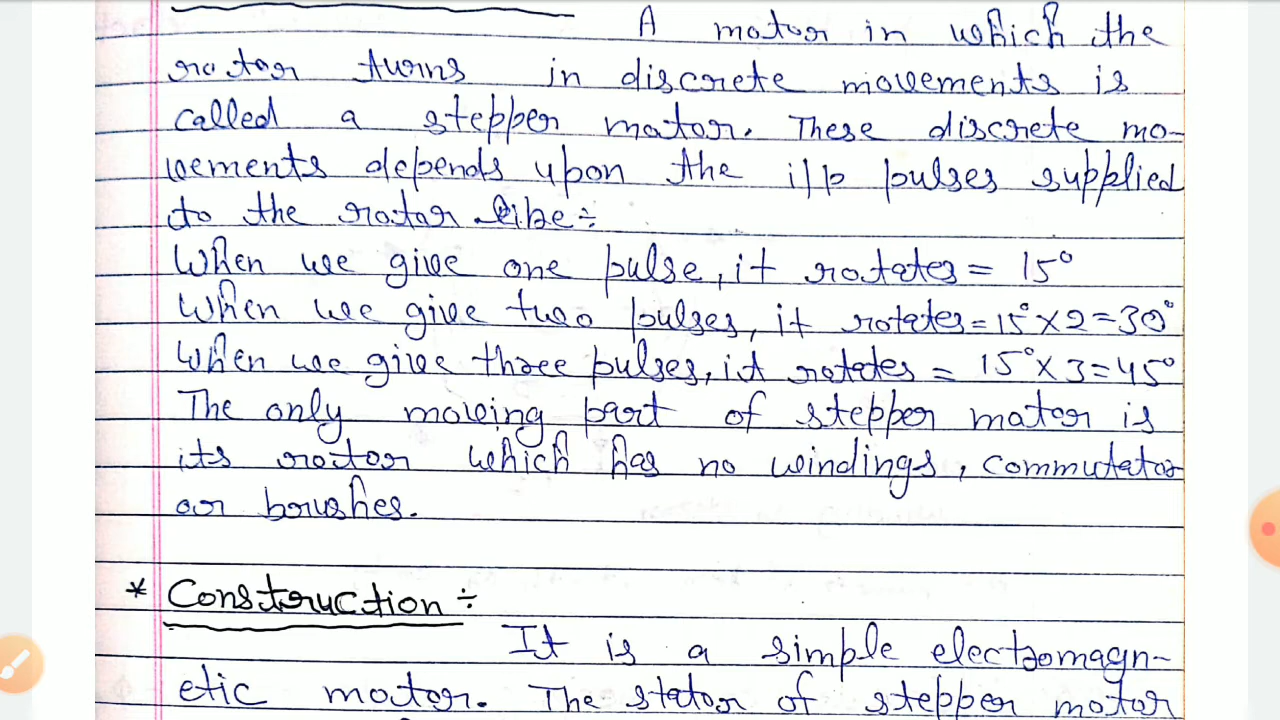 A motor in which the
rotor turns in discrete movements is
called a stepper motor. These discrete mo-
vements depends upon the i/p pulses supplied
to the rotor like÷
When we give one pulse, it rotates = 15°
When we give two pulses, it rotates = 15° × 2 = 30°
When we give three pulses, it rotates = 15° × 3 = 45°
The only moving part of stepper motor is
its rotor which has no windings, commutator
or brushes.
* Construction ÷
It is a simple electromagn-
etic motor. The stator of stepper motor